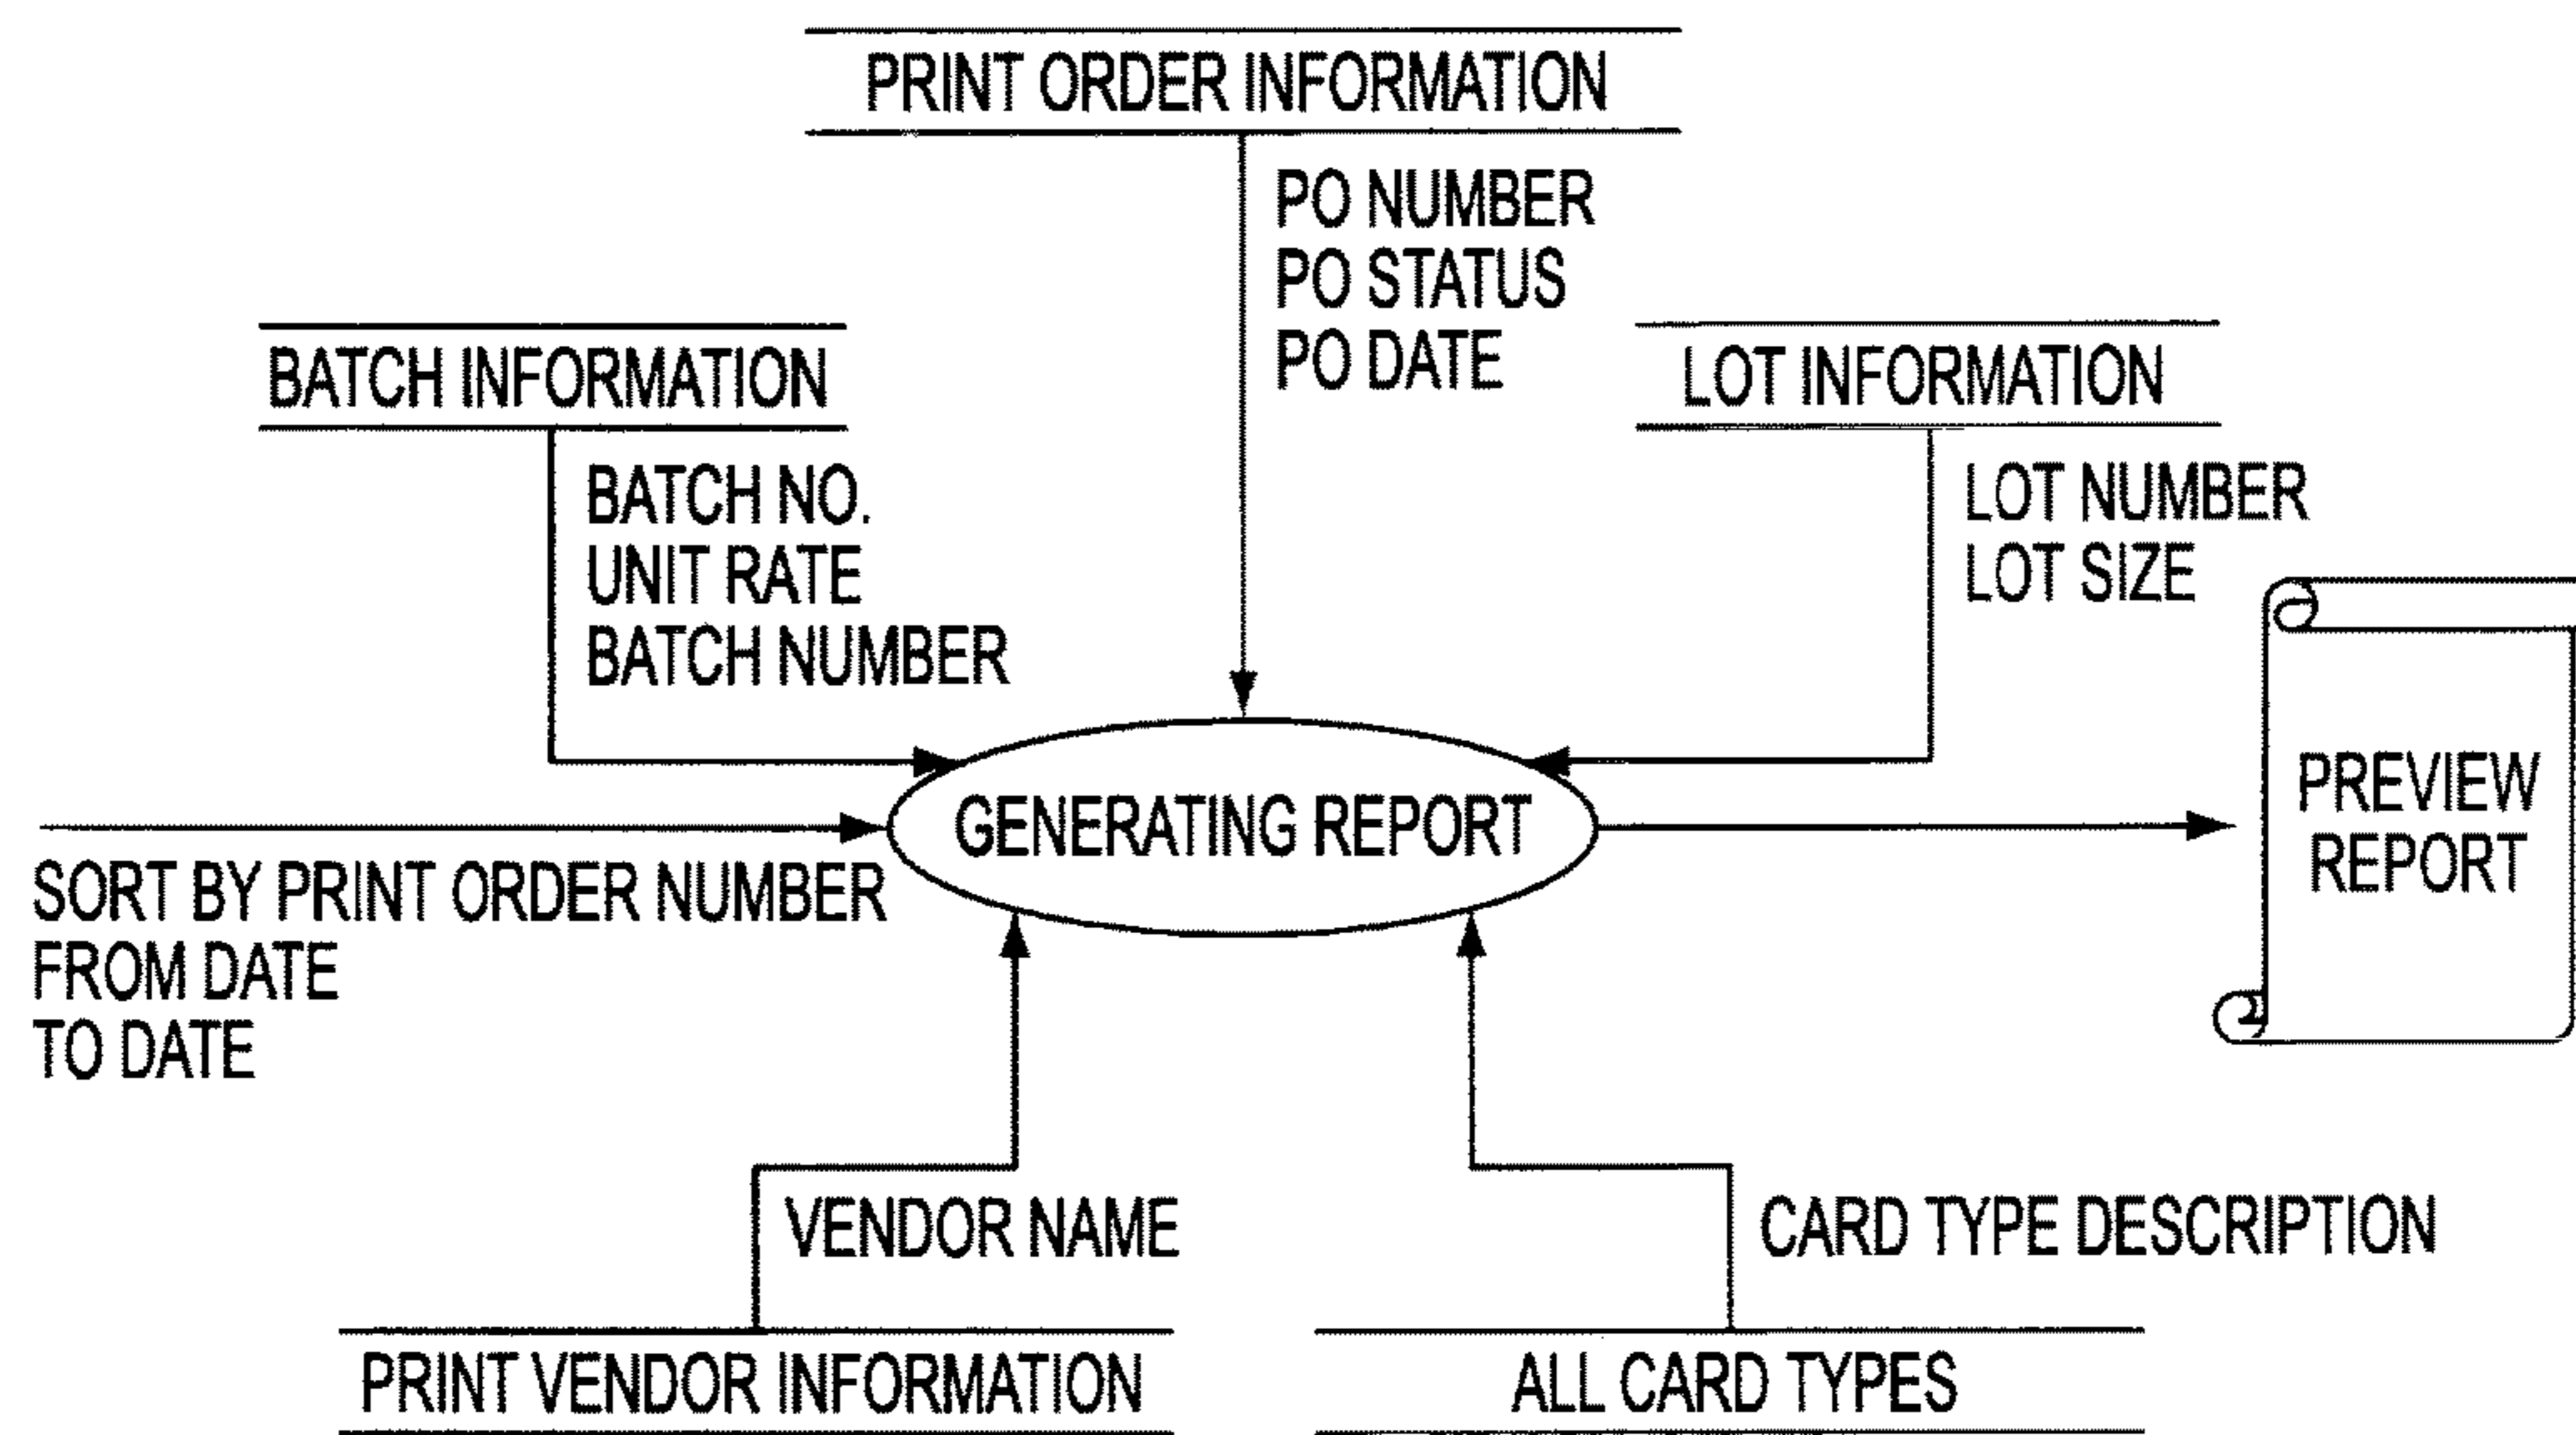 PRINT ORDER INFORMATION
PO NUMBER
PO STATUS
PO DATE
BATCH INFORMATION
BATCH NO.
UNIT RATE
BATCH NUMBER
LOT INFORMATION
LOT NUMBER
LOT SIZE
GENERATING REPORT
PREVIEW
REPORT
SORT BY PRINT ORDER NUMBER
FROM DATE
TO DATE
VENDOR NAME
CARD TYPE DESCRIPTION
PRINT VENDOR INFORMATION
ALL CARD TYPES